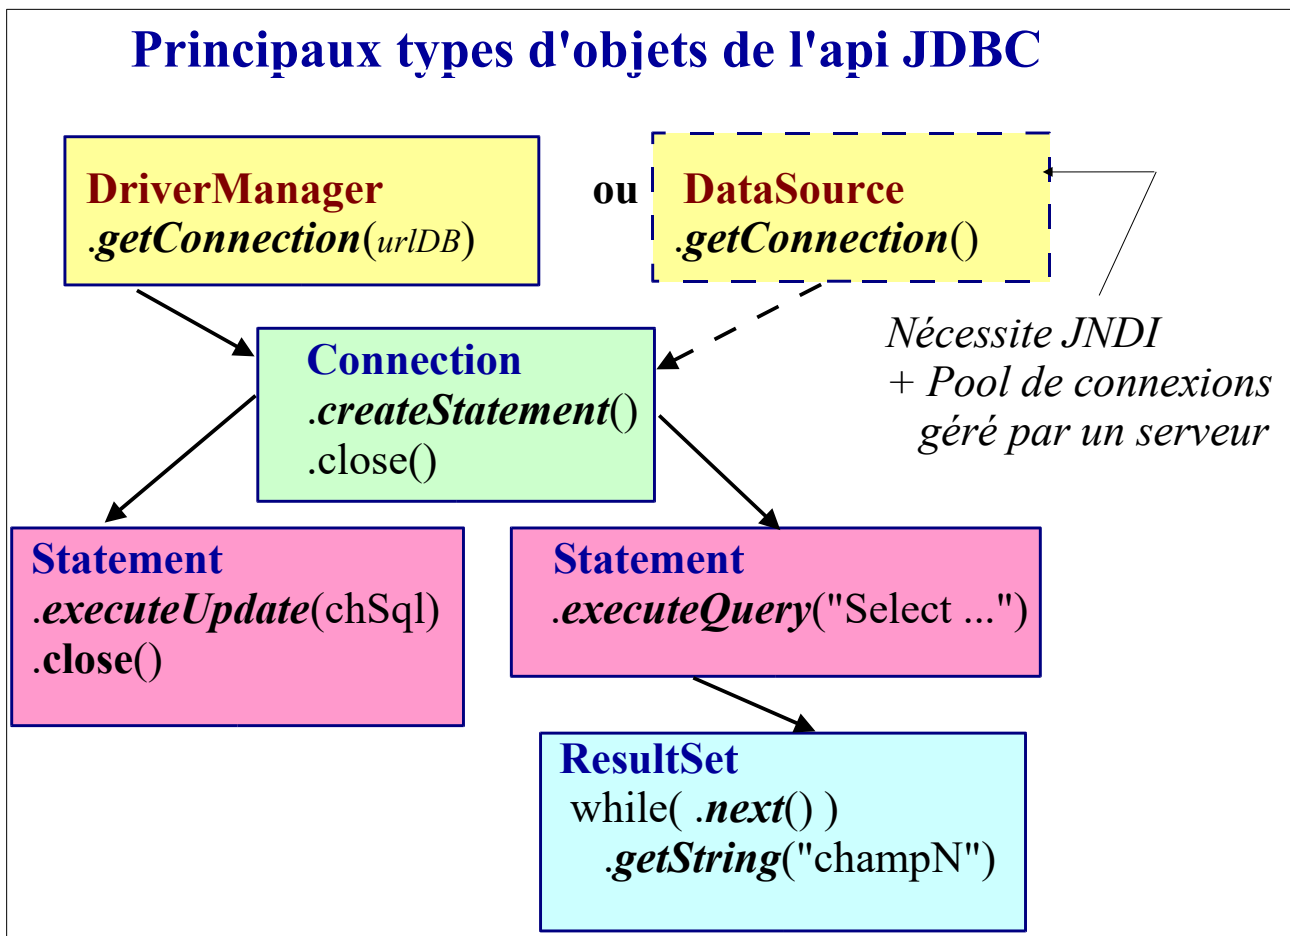 Principaux types d'objets de l'api JDBC
DriverManager
.getConnection(urlDB)
ou
DataSource
.getConnection()
Nécessite JNDI
+ Pool de connexions
géré par un serveur
Connection
.createStatement()
.close()
Statement
.executeUpdate(chSql)
.close()
Statement
.executeQuery("Select ...")
ResultSet
while( .next() )
.getString("champN")